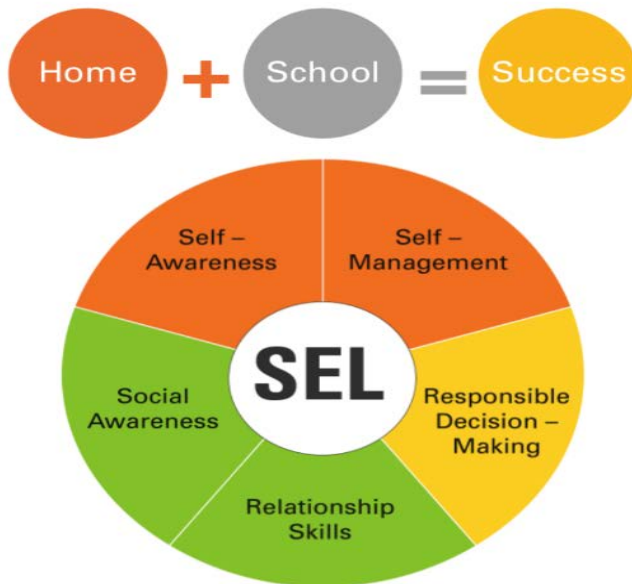 Home + School = Success
Self –
Awareness
Self –
Management
SEL
Social
Awareness
Responsible
Decision –
Making
Relationship
Skills